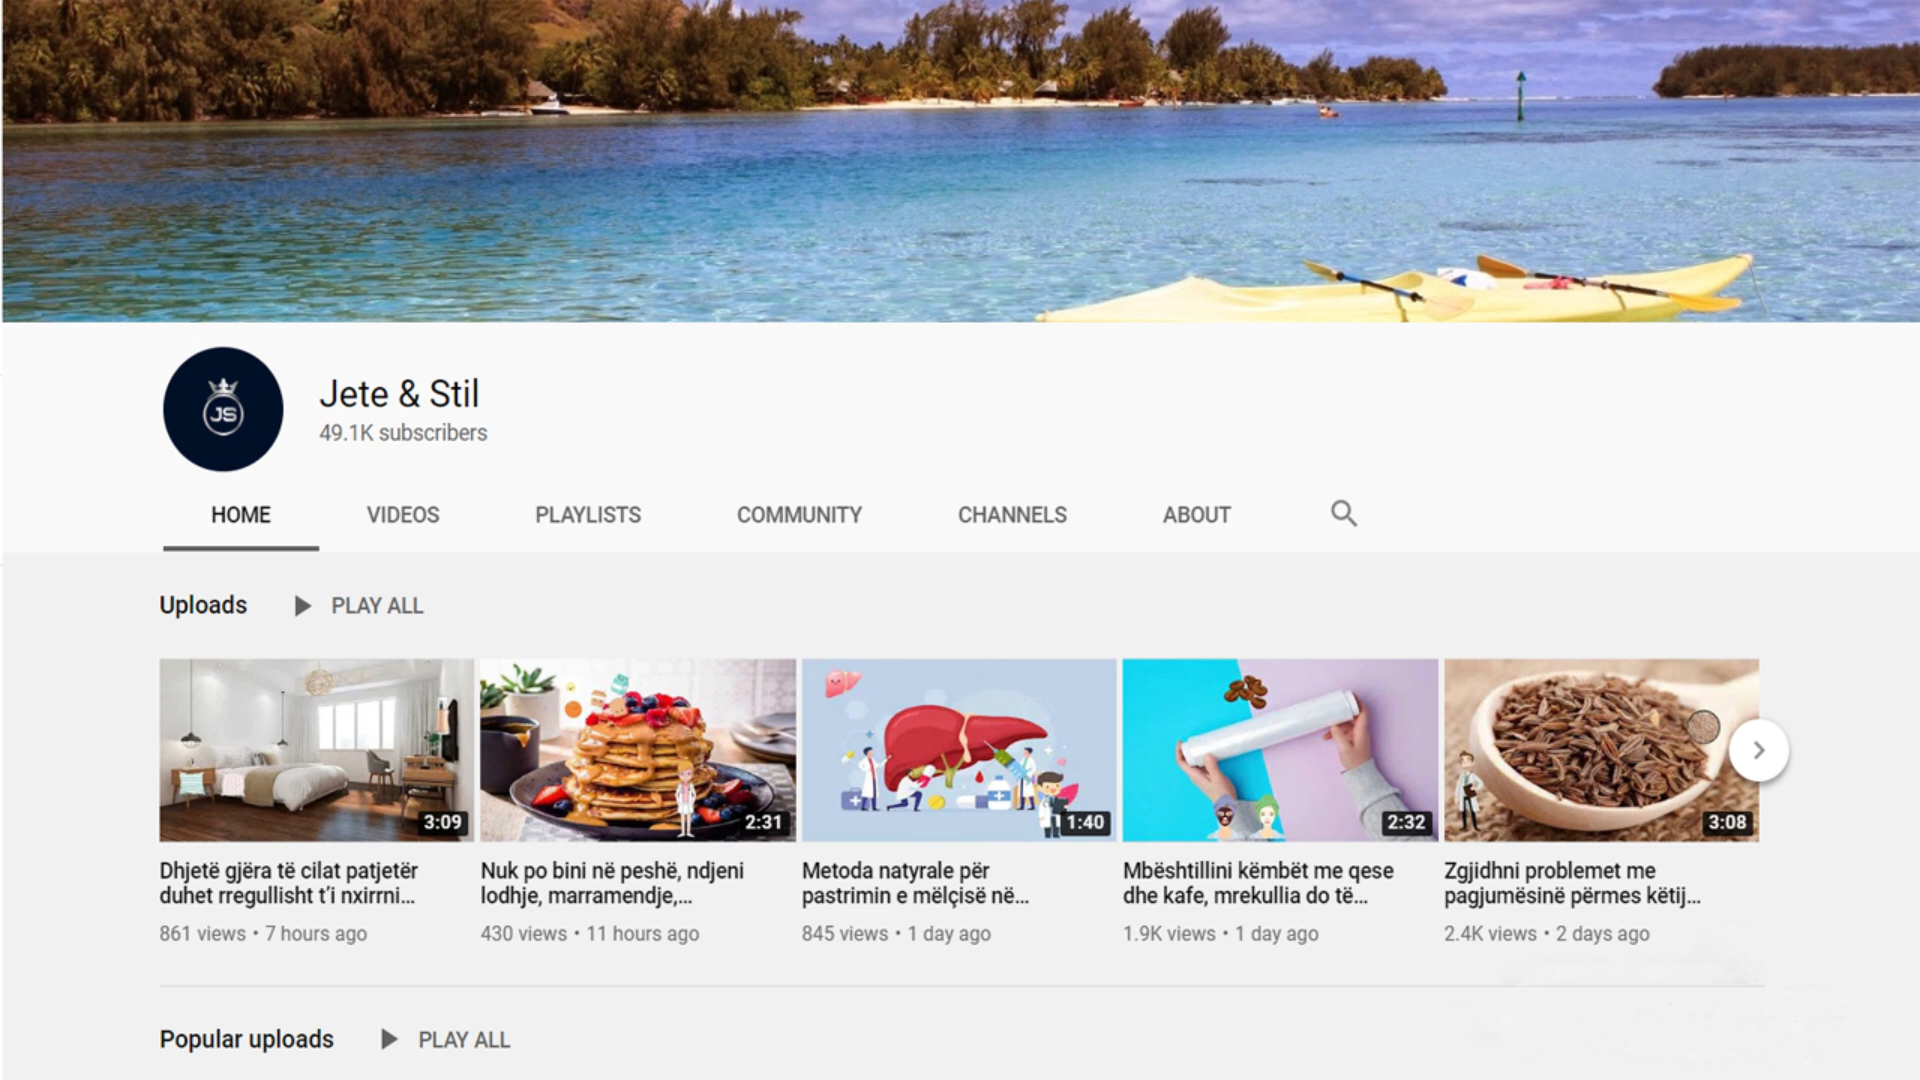 JS
Jete & Stil
49.1K subscribers
HOME VIDEOS PLAYLISTS COMMUNITY CHANNELS ABOUT
Uploads PLAY ALL
3:09 2:31 1:40 2:32 3:08
Dhjetë gjëra të cilat patjetër
duhet rregullisht t’i nxirrni...
861 views • 7 hours ago
Nuk po bini në peshë, ndjeni
lodhje, marramendje,...
430 views • 11 hours ago
Metoda natyrale për
pastrimin e mëlçisë në...
845 views • 1 day ago
Mbështillini këmbët me qese
dhe kafe, mrekullia do të...
1.9K views • 1 day ago
Zgjidhni problemet me
pagjumësinë përmes këtij...
2.4K views • 2 days ago
Popular uploads PLAY ALL